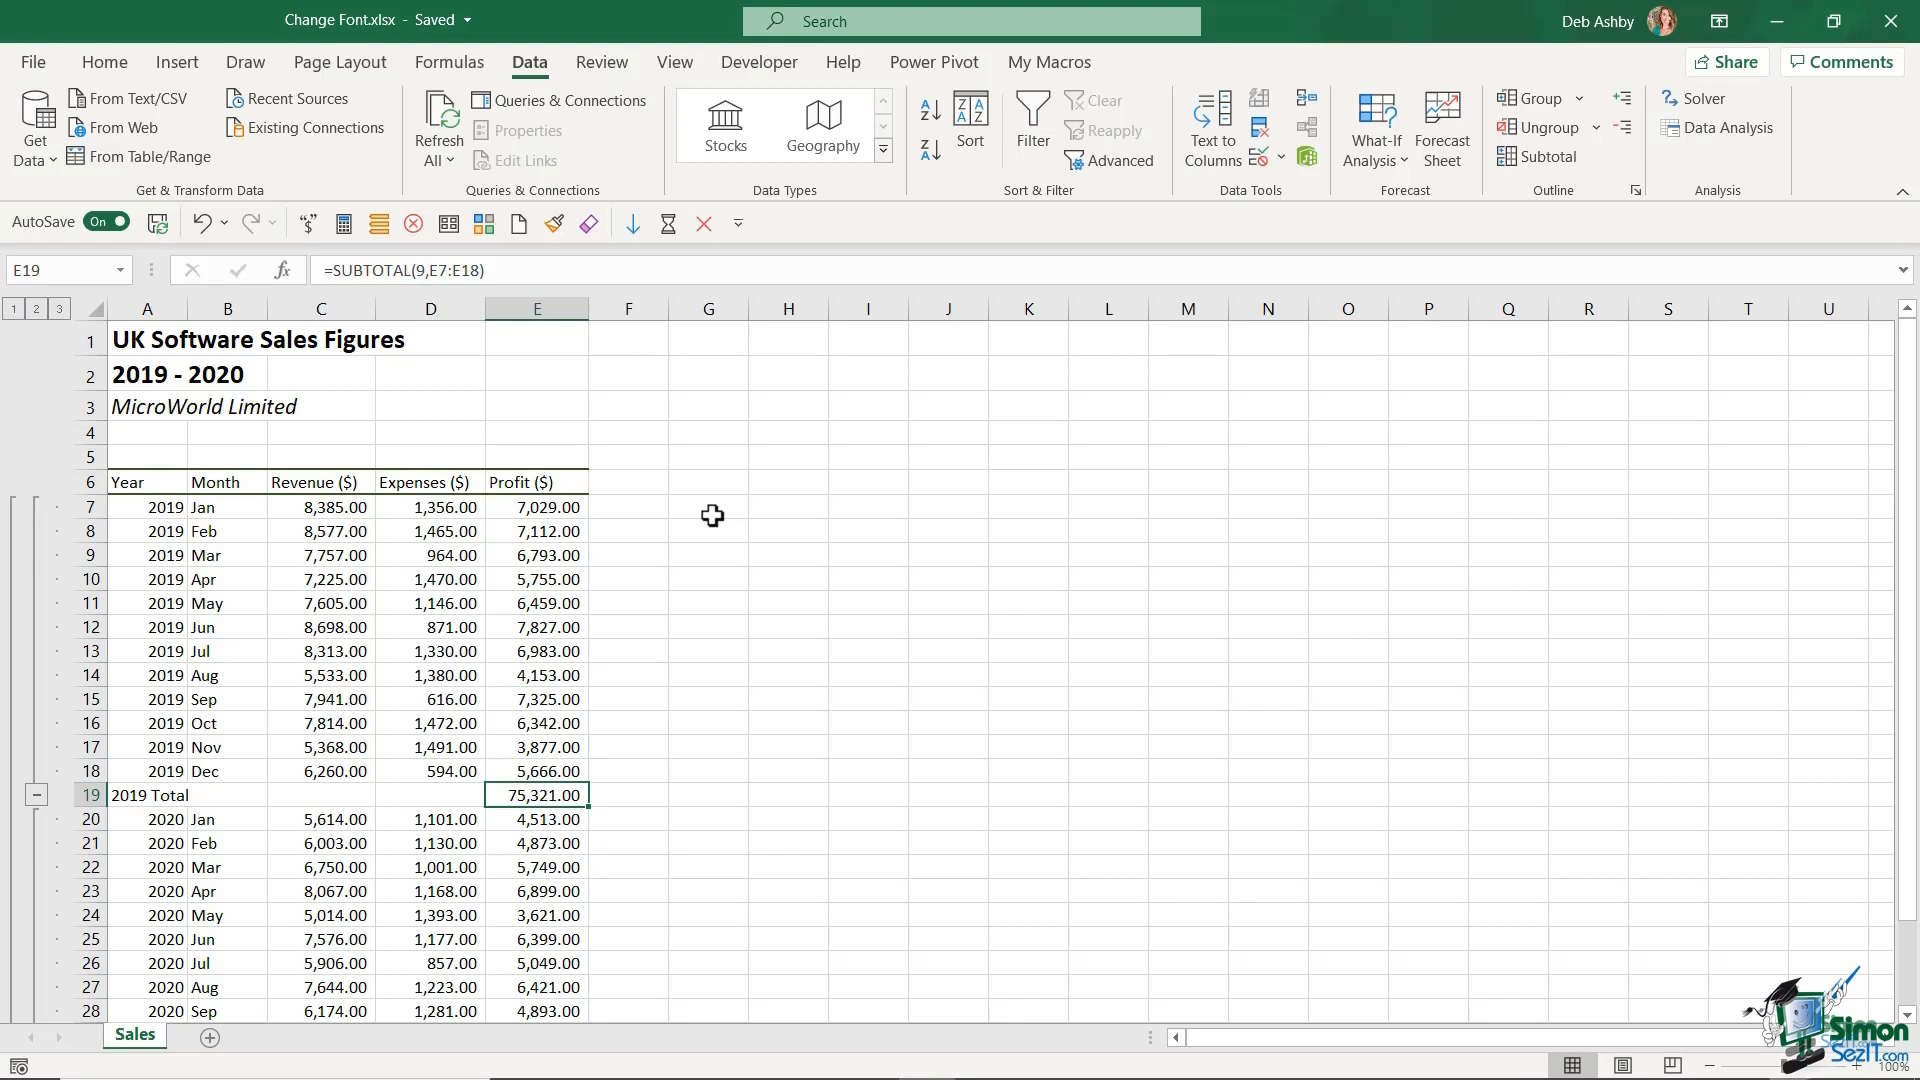 Change Font.xlsx - Saved
Search
Deb Ashby
File Home Insert Draw Page Layout Formulas Data Review View Developer Help Power Pivot My Macros
Share
Comments
Get Data
From Text/CSV
From Web
From Table/Range
Recent Sources
Existing Connections
Get & Transform Data
Refresh All
Queries & Connections
Properties
Edit Links
Queries & Connections
Stocks
Geography
Data Types
Sort
Filter
Clear
Reapply
Advanced
Sort & Filter
Text to Columns
Data Tools
What-If Analysis
Forecast Sheet
Forecast
Group
Ungroup
Subtotal
Outline
Solver
Data Analysis
Analysis
AutoSave On
E19
fx
=SUBTOTAL(9,E7:E18)
1 2 3
A B C D E F G H I J K L M N O P Q R S T U
1 UK Software Sales Figures
2 2019 - 2020
3 MicroWorld Limited
4
5
6 Year Month Revenue ($) Expenses ($) Profit ($)
7 2019 Jan 8,385.00 1,356.00 7,029.00
8 2019 Feb 8,577.00 1,465.00 7,112.00
9 2019 Mar 7,757.00 964.00 6,793.00
10 2019 Apr 7,225.00 1,470.00 5,755.00
11 2019 May 7,605.00 1,146.00 6,459.00
12 2019 Jun 8,698.00 871.00 7,827.00
13 2019 Jul 8,313.00 1,330.00 6,983.00
14 2019 Aug 5,533.00 1,380.00 4,153.00
15 2019 Sep 7,941.00 616.00 7,325.00
16 2019 Oct 7,814.00 1,472.00 6,342.00
17 2019 Nov 5,368.00 1,491.00 3,877.00
18 2019 Dec 6,260.00 594.00 5,666.00
19 2019 Total 75,321.00
20 2020 Jan 5,614.00 1,101.00 4,513.00
21 2020 Feb 6,003.00 1,130.00 4,873.00
22 2020 Mar 6,750.00 1,001.00 5,749.00
23 2020 Apr 8,067.00 1,168.00 6,899.00
24 2020 May 5,014.00 1,393.00 3,621.00
25 2020 Jun 7,576.00 1,177.00 6,399.00
26 2020 Jul 5,906.00 857.00 5,049.00
27 2020 Aug 7,644.00 1,223.00 6,421.00
28 2020 Sep 6,174.00 1,281.00 4,893.00
Sales
Simon
SezIT.com
100%